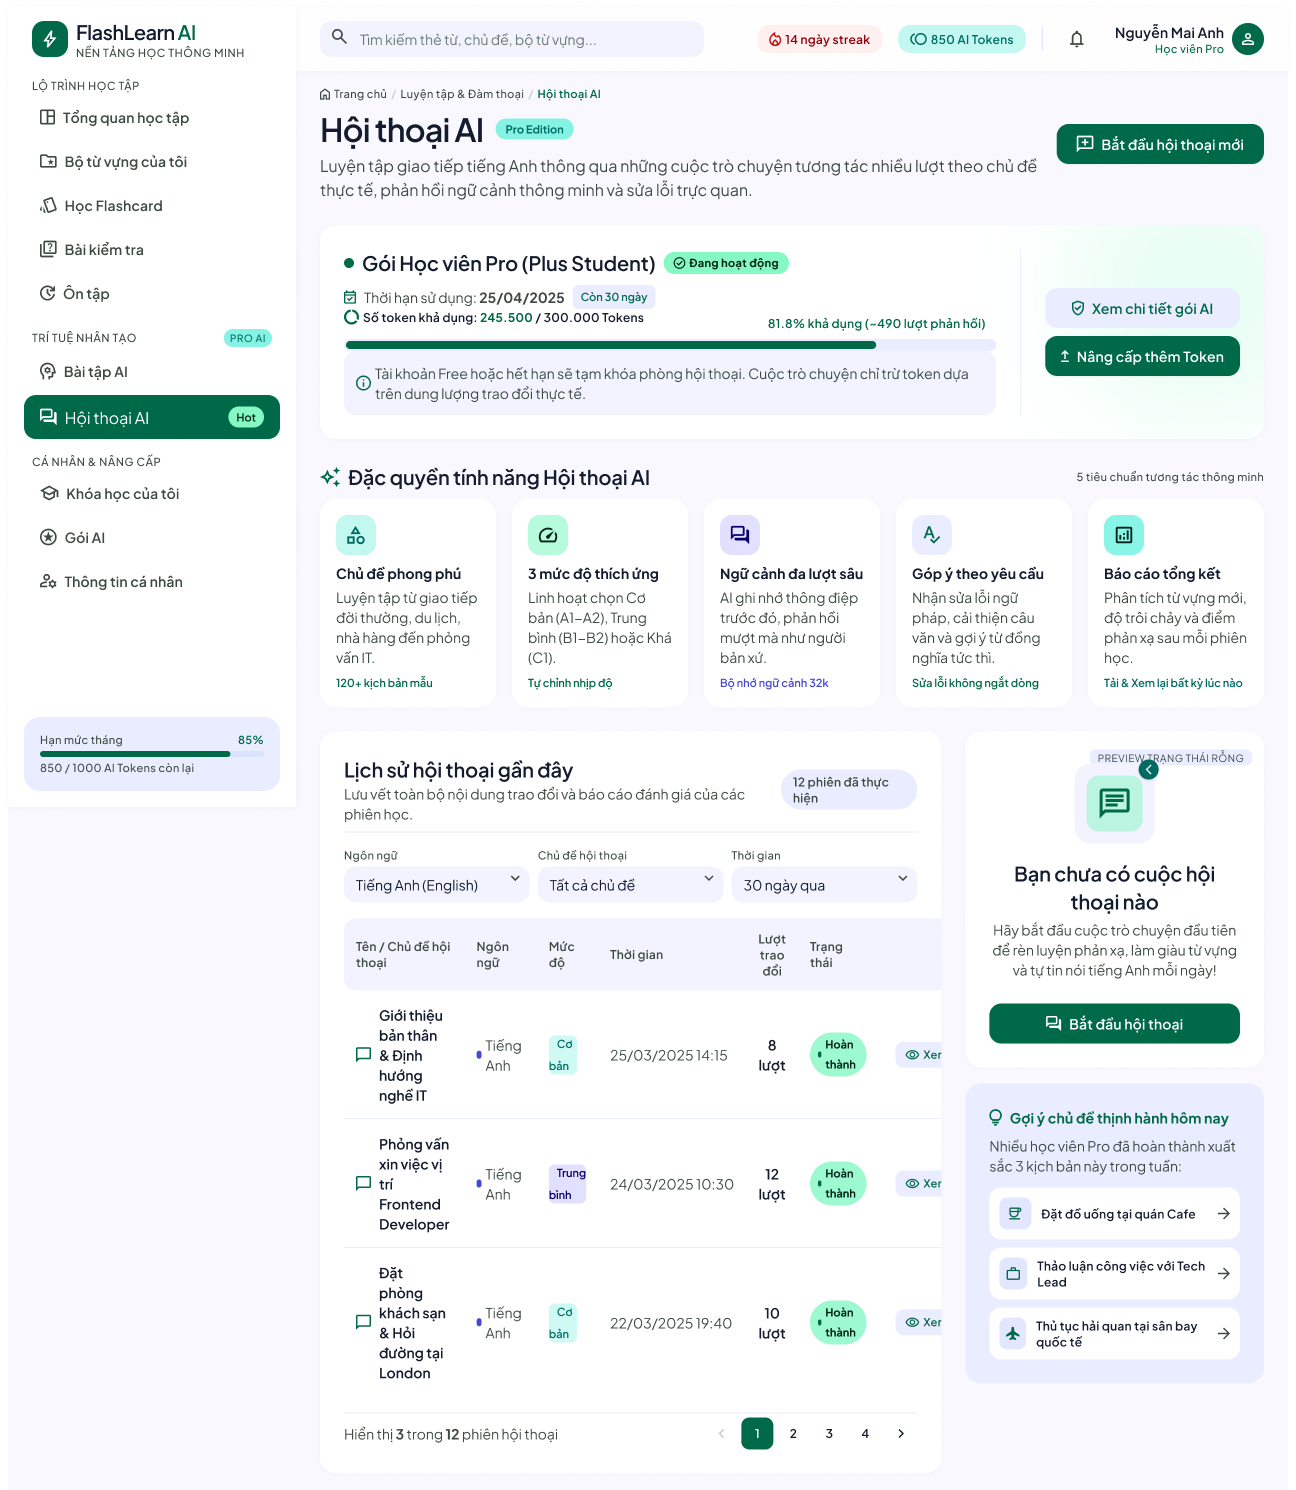 FlashLearn AI
NỀN TẢNG HỌC THÔNG MINH
Tìm kiếm thẻ từ, chủ đề, bộ từ vựng...
14 ngày streak
850 AI Tokens
Nguyễn Mai Anh
Học viên Pro
LỘ TRÌNH HỌC TẬP
Tổng quan học tập
Bộ từ vựng của tôi
Học Flashcard
Bài kiểm tra
Ôn tập
TRÍ TUỆ NHÂN TẠO
PRO AI
Bài tập AI
Hội thoại AI
Hot
CÁ NHÂN & NÂNG CẤP
Khóa học của tôi
Gói AI
Thông tin cá nhân
Hạn mức tháng
85%
850 / 1000 AI Tokens còn lại
Trang chủ / Luyện tập & Đàm thoại / Hội thoại AI
Hội thoại AI
Pro Edition
Luyện tập giao tiếp tiếng Anh thông qua những cuộc trò chuyện tương tác nhiều lượt theo chủ đề
thực tế, phản hồi ngữ cảnh thông minh và sửa lỗi trực quan.
Bắt đầu hội thoại mới
Gói Học viên Pro (Plus Student)
Đang hoạt động
Thời hạn sử dụng: 25/04/2025
Còn 30 ngày
Số token khả dụng: 245.500 / 300.000 Tokens
81.8% khả dụng (~490 lượt phản hồi)
Tài khoản Free hoặc hết hạn sẽ tạm khóa phòng hội thoại. Cuộc trò chuyện chỉ trừ token dựa
trên dung lượng trao đổi thực tế.
Xem chi tiết gói AI
Nâng cấp thêm Token
Đặc quyền tính năng Hội thoại AI
5 tiêu chuẩn tương tác thông minh
Chủ đề phong phú
Luyện tập từ giao tiếp
đời thường, du lịch,
nhà hàng đến phỏng
vấn IT.
120+ kịch bản mẫu
3 mức độ thích ứng
Linh hoạt chọn Cơ
bản (A1–A2), Trung
bình (B1–B2) hoặc Khá
(C1).
Tự chỉnh nhịp độ
Ngữ cảnh đa lượt sâu
AI ghi nhớ thông điệp
trước đó, phản hồi
mượt mà như người
bản xứ.
Bộ nhớ ngữ cảnh 32k
Góp ý theo yêu cầu
Nhận sửa lỗi ngữ
pháp, cải thiện câu
văn và gợi ý từ đồng
nghĩa tức thì.
Sửa lỗi không ngắt dòng
Báo cáo tổng kết
Phân tích từ vựng mới,
độ trôi chảy và điểm
phản xạ sau mỗi phiên
học.
Tải & Xem lại bất kỳ lúc nào
Lịch sử hội thoại gần đây
Lưu vết toàn bộ nội dung trao đổi và báo cáo đánh giá của các
phiên học.
12 phiên đã thực
hiện
Ngôn ngữ
Tiếng Anh (English)
Chủ đề hội thoại
Tất cả chủ đề
Thời gian
30 ngày qua
Tên / Chủ đề hội
thoại
Ngôn
ngữ
Mức
độ
Thời gian
Lượt
trao
đổi
Trạng
thái
Giới thiệu
bản thân
& Định
hướng
nghề IT
Tiếng
Anh
Cơ
bản
25/03/2025 14:15
8
lượt
Hoàn
thành
Xem
Phỏng vấn
xin việc vị
trí
Frontend
Developer
Tiếng
Anh
Trung
bình
24/03/2025 10:30
12
lượt
Hoàn
thành
Xem
Đặt
phòng
khách sạn
& Hỏi
đường tại
London
Tiếng
Anh
Cơ
bản
22/03/2025 19:40
10
lượt
Hoàn
thành
Xem
Hiển thị 3 trong 12 phiên hội thoại
1
2
3
4
PREVIEW TRẠNG THÁI RỖNG
Bạn chưa có cuộc hội
thoại nào
Hãy bắt đầu cuộc trò chuyện đầu tiên
để rèn luyện phản xạ, làm giàu từ vựng
và tự tin nói tiếng Anh mỗi ngày!
Bắt đầu hội thoại
Gợi ý chủ đề thịnh hành hôm nay
Nhiều học viên Pro đã hoàn thành xuất
sắc 3 kịch bản này trong tuần:
Đặt đồ uống tại quán Cafe
Thảo luận công việc với Tech
Lead
Thủ tục hải quan tại sân bay
quốc tế